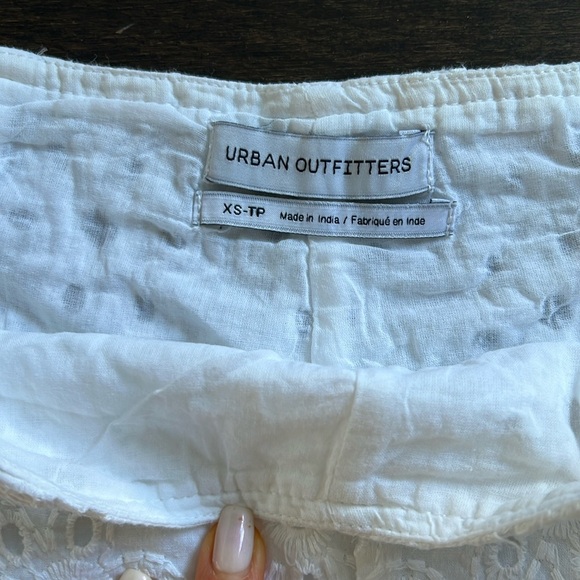 URBAN OUTFITTERS
XS-TP Made in India / Fabriqué en Inde